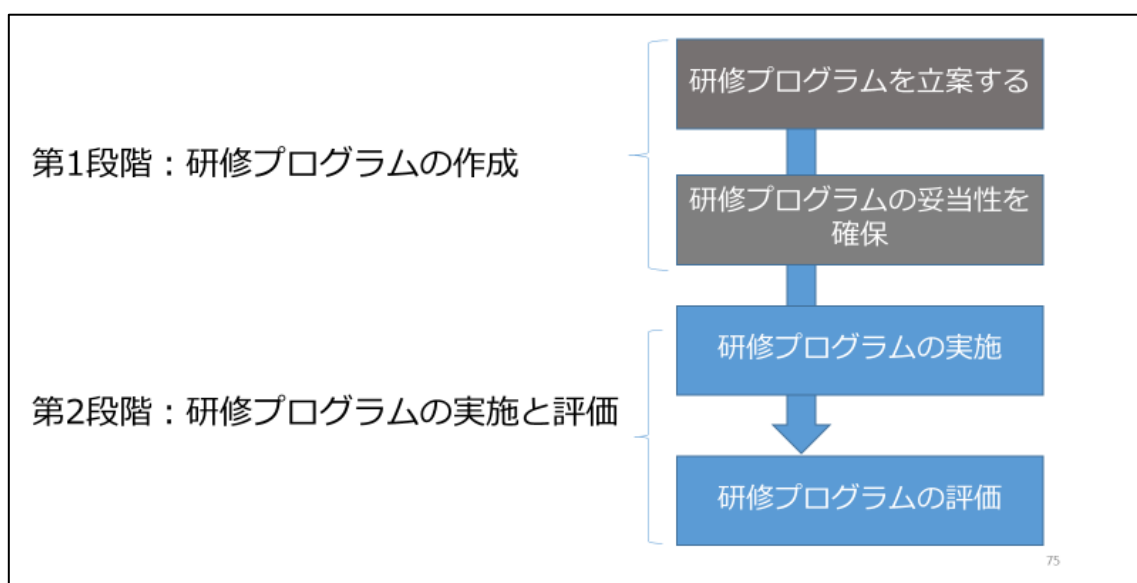 研修プログラムを立案する
第1段階：研修プログラムの作成
研修プログラムの妥当性を
確保
研修プログラムの実施
第2段階：研修プログラムの実施と評価
研修プログラムの評価
75